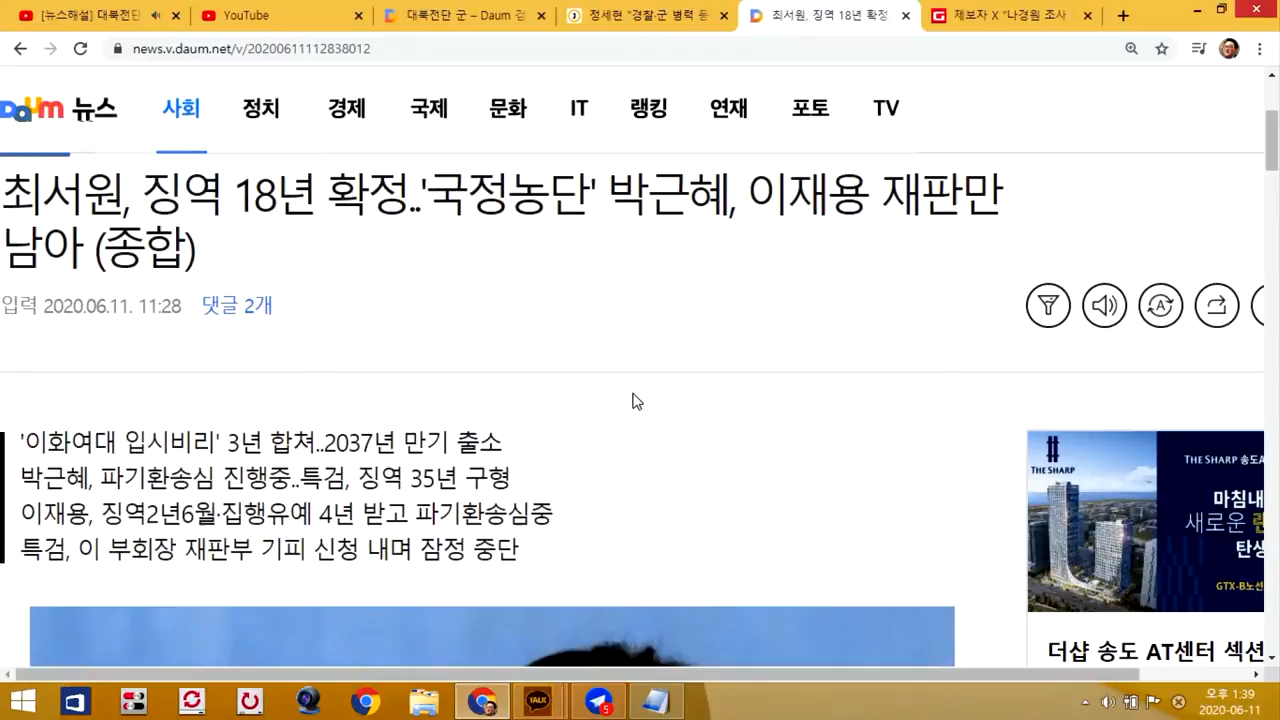 [뉴스해설] 대북전단
YouTube
대북전단 군 – Daum 검
정세현 "경찰·군 병력 동
최서원, 징역 18년 확정.
제보자 X "나경원 조사
news.v.daum.net/v/20200611112838012
Daum 뉴스
사회 정치 경제 국제 문화 IT 랭킹 연재 포토 TV
최서원, 징역 18년 확정..'국정농단' 박근혜, 이재용 재판만
남아 (종합)
입력 2020.06.11. 11:28 댓글 2개
'이화여대 입시비리' 3년 합쳐..2037년 만기 출소
박근혜, 파기환송심 진행중..특검, 징역 35년 구형
이재용, 징역2년6월·집행유예 4년 받고 파기환송심중
특검, 이 부회장 재판부 기피 신청 내며 잠정 중단
THE SHARP
THE SHARP 송도A
마침내
새로운
탄생
GTX-B노선
더샵 송도 AT센터 섹션
TALK
5
오후 1:39
2020-06-11